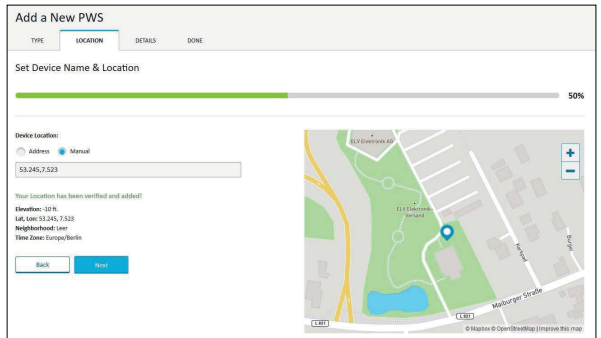 Add a New PWS
TYPE LOCATION DETAILS DONE
Set Device Name & Location
50%
Device Location:
Address Manual
53.245,7.523
Your Location has been verified and added!
Elevation: -10 ft.
Lat, Lon: 53.245, 7.523
Neighborhood: Leer
Time Zone: Europe/Berlin
Back Next
ELV Elektronik AG
+
−
ELV Elektronik
Versand
Burgel
Maiburger Straße
L 821
L 821
© Mapbox © OpenStreetMap | Improve this map